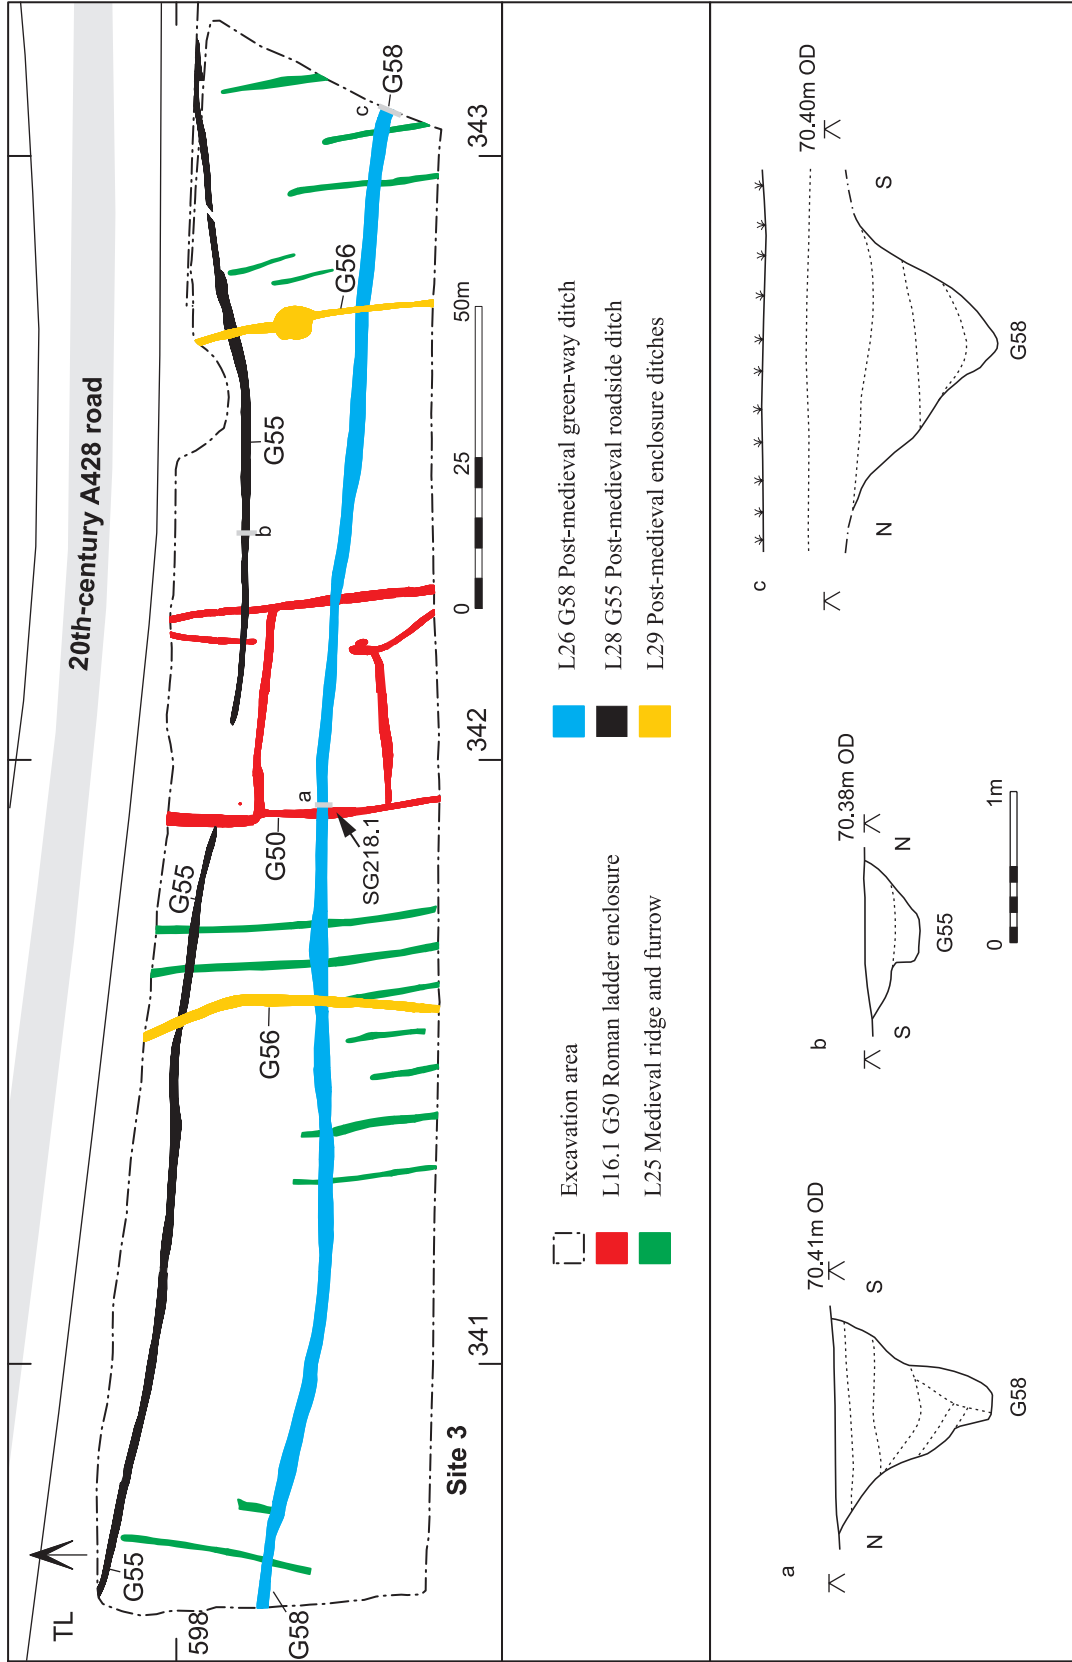 TL
20th-century A428 road
598
G55
G58
G55
G56
G50
SG218.1
a
b
G55
G56
c
G58
Site 3
341
342
343
0 25 50m
Excavation area
L16.1 G50 Roman ladder enclosure
L25 Medieval ridge and furrow
L26 G58 Post-medieval green-way ditch
L28 G55 Post-medieval roadside ditch
L29 Post-medieval enclosure ditches
a
70.41m OD
N
S
G58
b
70.38m OD
S
N
G55
0 1m
c
70.40m OD
N
S
G58